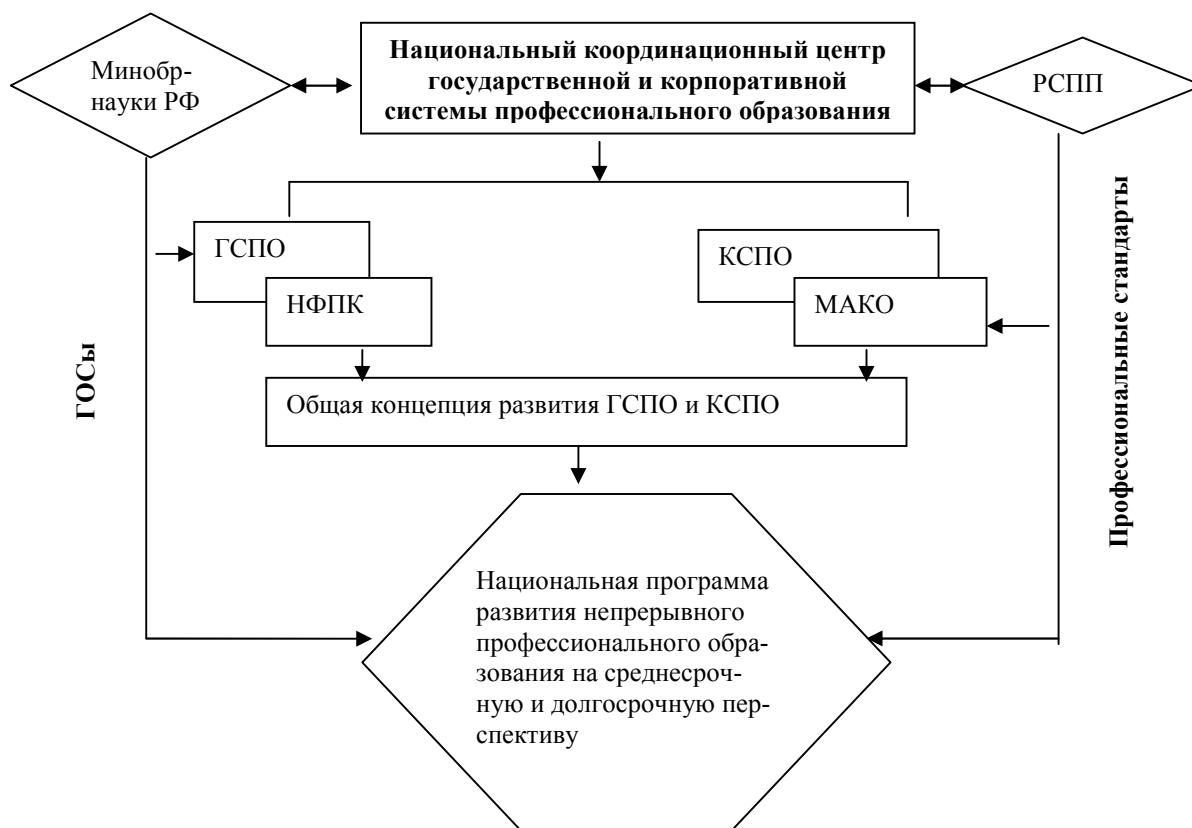 Минобр-
науки РФ
Национальный координационный центр
государственной и корпоративной
системы профессионального образования
РСПП
ГСПО
НФПК
КСПО
МАКО
ГОСы
Профессиональные стандарты
Общая концепция развития ГСПО и КСПО
Национальная программа
развития непрерывного
профессионального обра-
зования на среднесроч-
ную и долгосрочную пер-
спективу